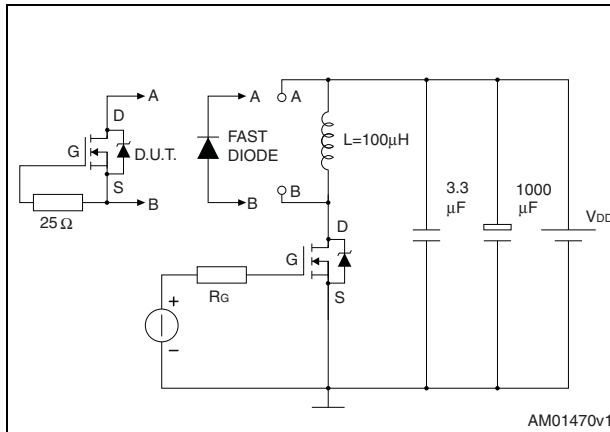 A
A
A
D
G
D.U.T.
FAST
DIODE
L=100μH
S
B
B
B
25 Ω
3.3
μF
1000
μF
VDD
D
G
S
RG
+
−
AM01470v1